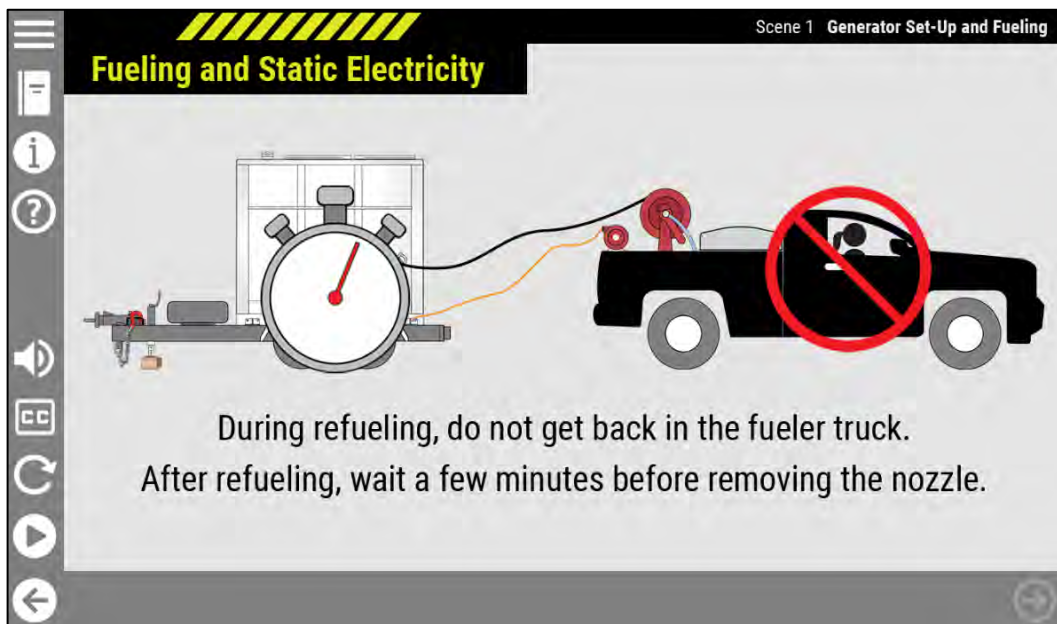 Scene 1 Generator Set-Up and Fueling
Fueling and Static Electricity
During refueling, do not get back in the fueler truck.
After refueling, wait a few minutes before removing the nozzle.
CC